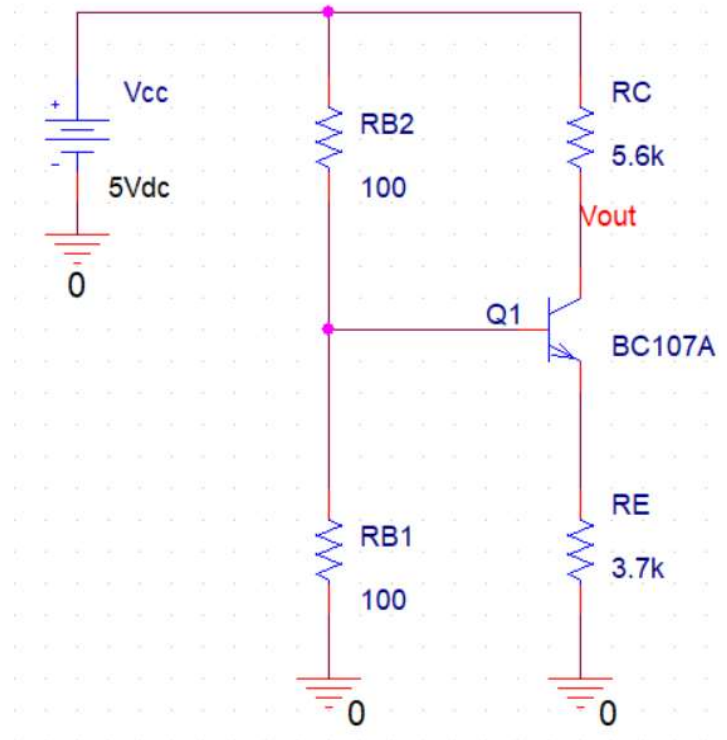 Vcc
+
-
5Vdc
0
RB2
100
RC
5.6k
Vout
Q1
BC107A
RB1
100
0
RE
3.7k
0